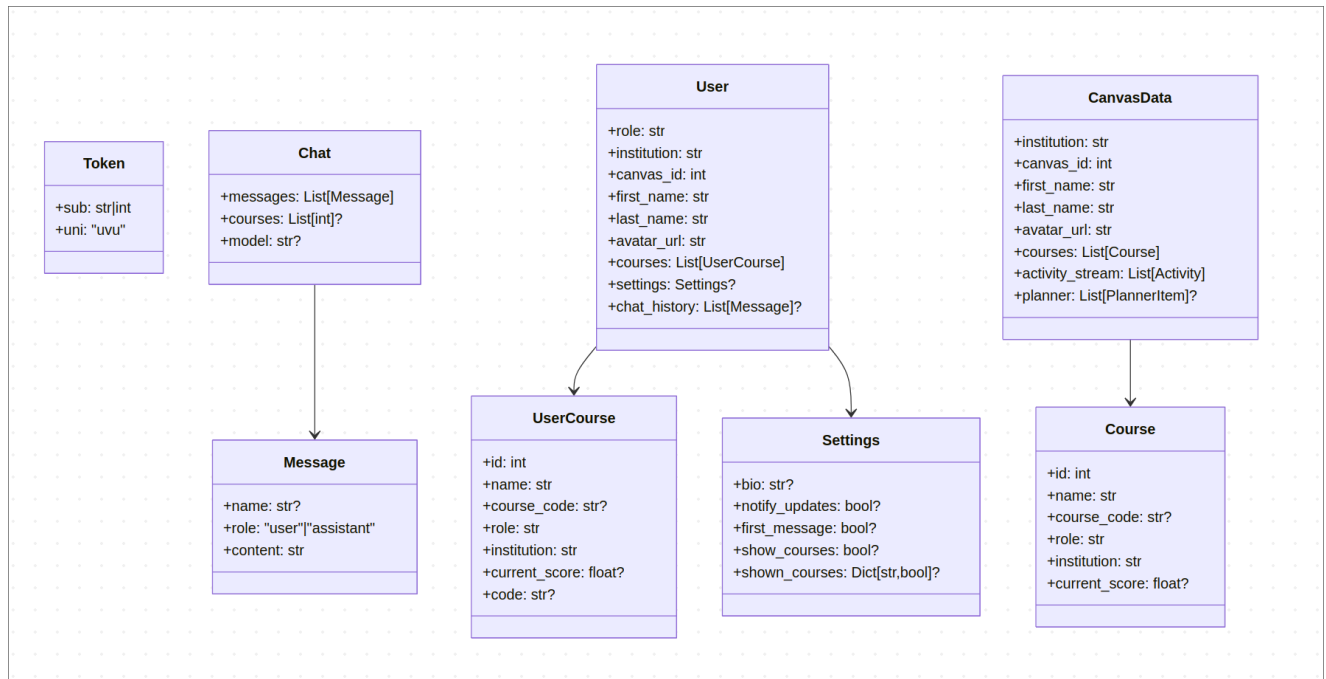 Token
+sub: str|int
+uni: "uvu"
Chat
+messages: List[Message]
+courses: List[int]?
+model: str?
User
+role: str
+institution: str
+canvas_id: int
+first_name: str
+last_name: str
+avatar_url: str
+courses: List[UserCourse]
+settings: Settings?
+chat_history: List[Message]?
CanvasData
+institution: str
+canvas_id: int
+first_name: str
+last_name: str
+avatar_url: str
+courses: List[Course]
+activity_stream: List[Activity]
+planner: List[PlannerItem]?
Message
+name: str?
+role: "user"|"assistant"
+content: str
UserCourse
+id: int
+name: str
+course_code: str?
+role: str
+institution: str
+current_score: float?
+code: str?
Settings
+bio: str?
+notify_updates: bool?
+first_message: bool?
+show_courses: bool?
+shown_courses: Dict[str,bool]?
Course
+id: int
+name: str
+course_code: str?
+role: str
+institution: str
+current_score: float?